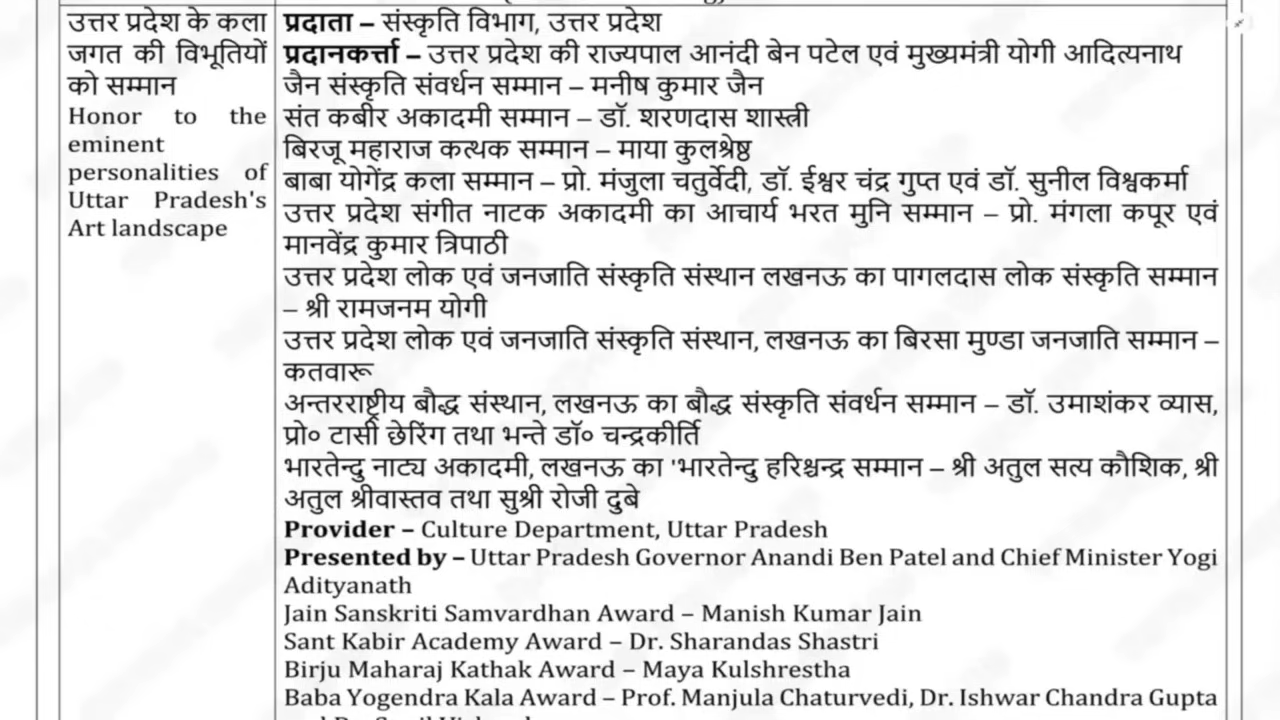 उत्तर प्रदेश के कला
जगत की विभूतियों
को सम्मान
Honor to the
eminent
personalities of
Uttar Pradesh's
Art landscape
प्रदाता – संस्कृति विभाग, उत्तर प्रदेश
प्रदानकर्त्ता – उत्तर प्रदेश की राज्यपाल आनंदी बेन पटेल एवं मुख्यमंत्री योगी आदित्यनाथ
जैन संस्कृति संवर्धन सम्मान – मनीष कुमार जैन
संत कबीर अकादमी सम्मान – डॉ. शरणदास शास्त्री
बिरजू महाराज कत्थक सम्मान – माया कुलश्रेष्ठ
बाबा योगेंद्र कला सम्मान – प्रो. मंजुला चतुर्वेदी, डॉ. ईश्वर चंद्र गुप्त एवं डॉ. सुनील विश्वकर्मा
उत्तर प्रदेश संगीत नाटक अकादमी का आचार्य भरत मुनि सम्मान – प्रो. मंगला कपूर एवं
मानवेंद्र कुमार त्रिपाठी
उत्तर प्रदेश लोक एवं जनजाति संस्कृति संस्थान लखनऊ का पागलदास लोक संस्कृति सम्मान
– श्री रामजनम योगी
उत्तर प्रदेश लोक एवं जनजाति संस्कृति संस्थान, लखनऊ का बिरसा मुण्डा जनजाति सम्मान –
कतवारू
अन्तरराष्ट्रीय बौद्ध संस्थान, लखनऊ का बौद्ध संस्कृति संवर्धन सम्मान – डॉ. उमाशंकर व्यास,
प्रो० टासी छेरिंग तथा भन्ते डॉ० चन्द्रकीर्ति
भारतेन्दु नाट्य अकादमी, लखनऊ का 'भारतेन्दु हरिश्चन्द्र सम्मान – श्री अतुल सत्य कौशिक, श्री
अतुल श्रीवास्तव तथा सुश्री रोजी दुबे
Provider – Culture Department, Uttar Pradesh
Presented by – Uttar Pradesh Governor Anandi Ben Patel and Chief Minister Yogi
Adityanath
Jain Sanskriti Samvardhan Award – Manish Kumar Jain
Sant Kabir Academy Award – Dr. Sharandas Shastri
Birju Maharaj Kathak Award – Maya Kulshrestha
Baba Yogendra Kala Award – Prof. Manjula Chaturvedi, Dr. Ishwar Chandra Gupta